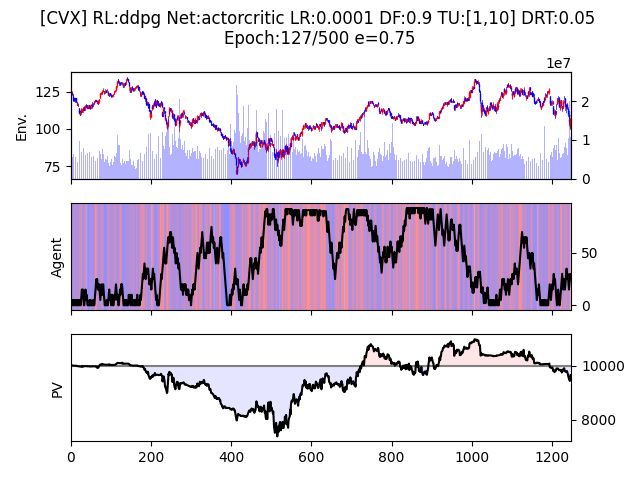 [CVX] RL:ddpg Net:actorcritic LR:0.0001 DF:0.9 TU:[1,10] DRT:0.05
Epoch:127/500 e=0.75
1e7
125
100
75
Env.
2
1
0
Agent
50
0
PV
10000
8000
0
200
400
600
800
1000
1200